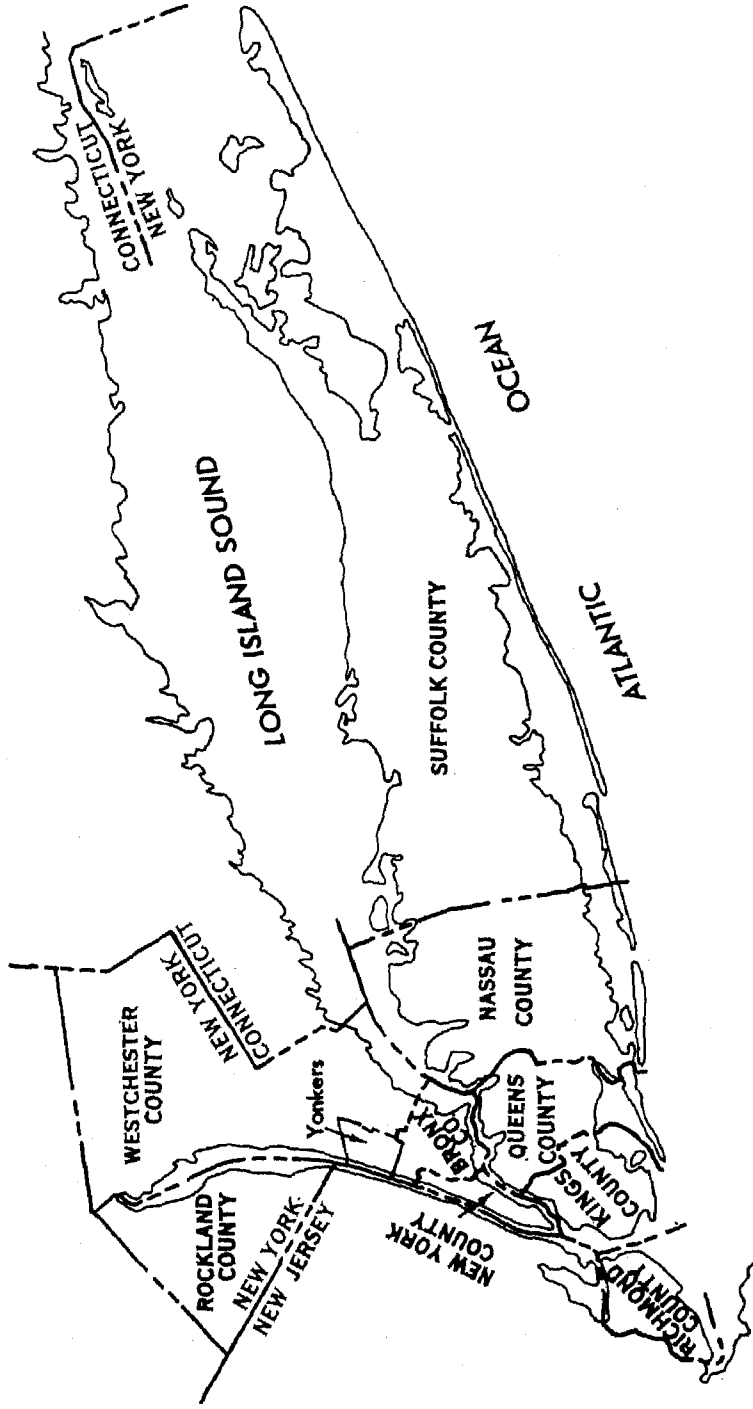 CONNECTICUT
NEW YORK
LONG ISLAND SOUND
ATLANTIC
OCEAN
SUFFOLK COUNTY
NASSAU
COUNTY
WESTCHESTER
COUNTY
NEW YORK
CONNECTICUT
Yonkers
BRONX
CO.
QUEENS
COUNTY
KINGS
COUNTY
ROCKLAND
COUNTY
NEW YORK
NEW JERSEY
NEW YORK
COUNTY
RICHMOND
COUNTY